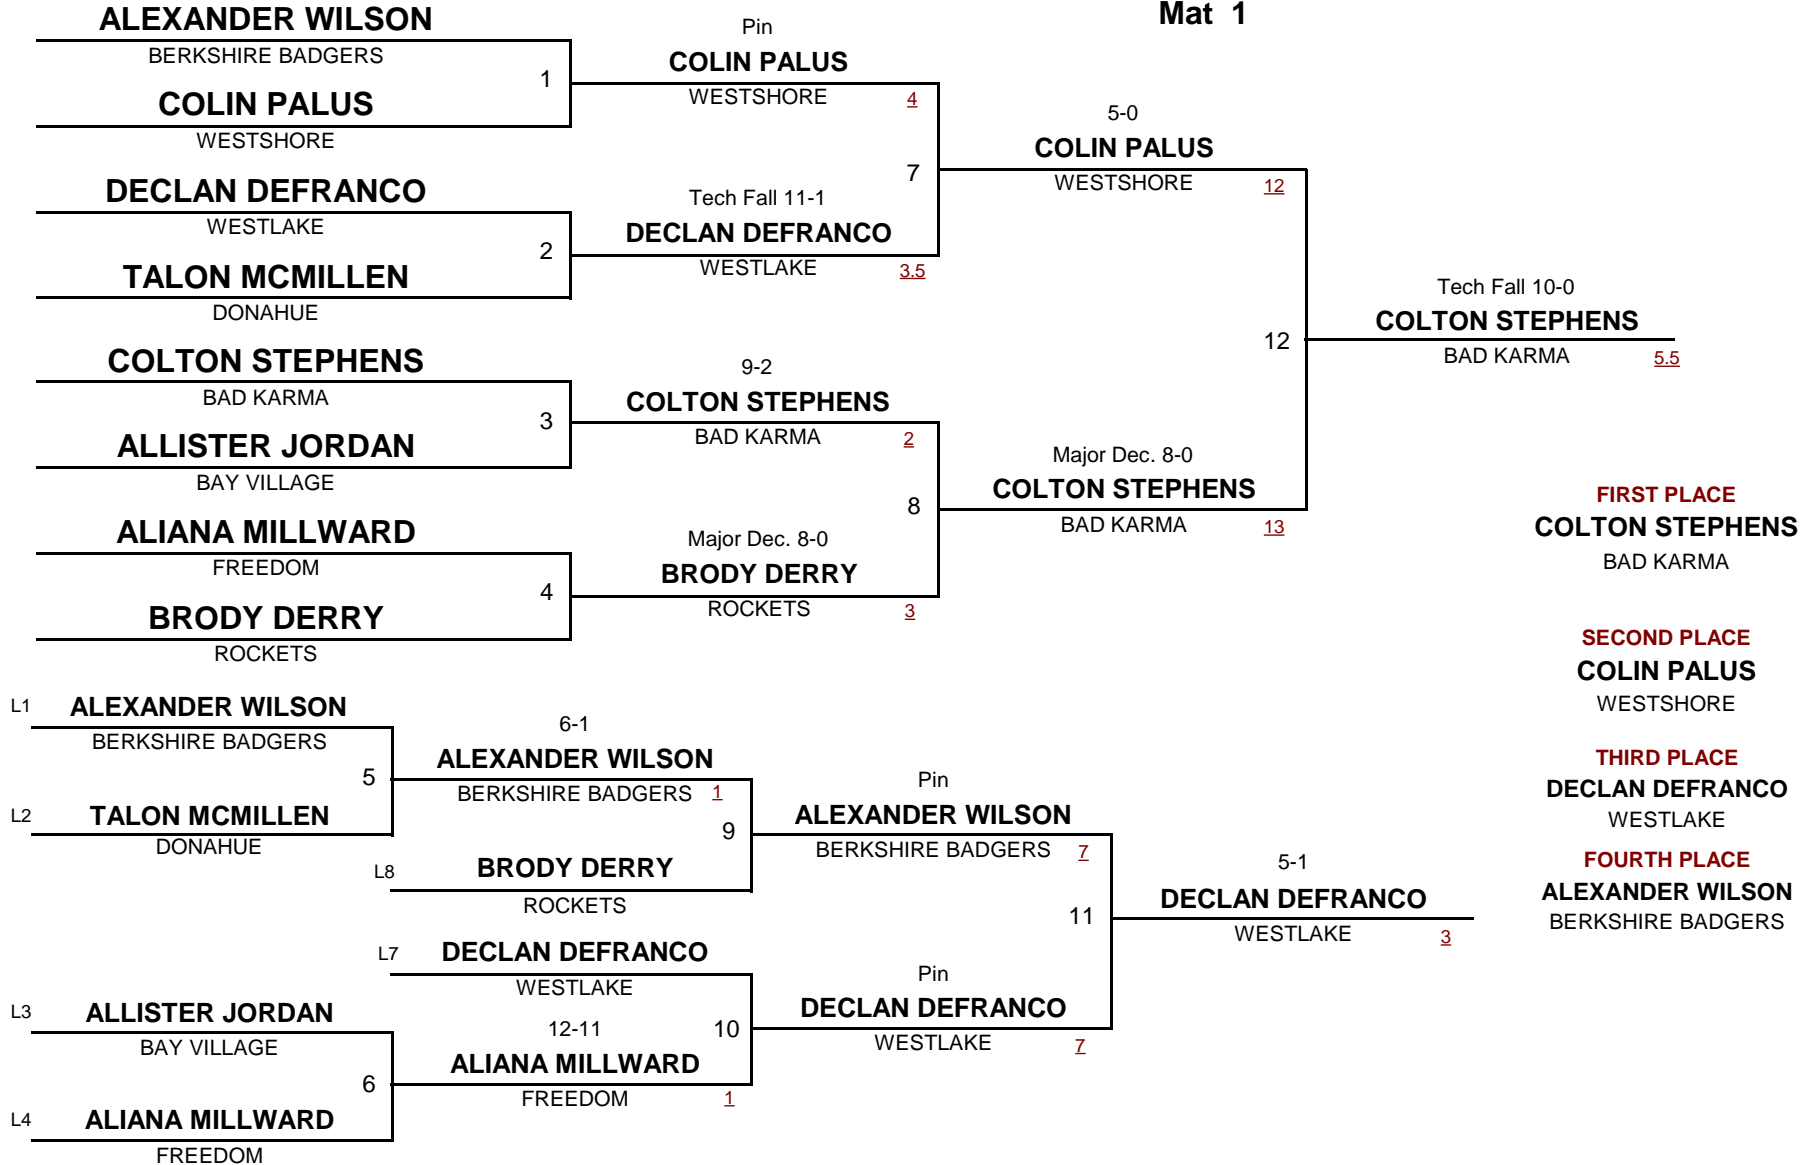 Mat 1
ALEXANDER WILSON
BERKSHIRE BADGERS
1
COLIN PALUS
WESTSHORE
Pin
COLIN PALUS
WESTSHORE 4
DECLAN DEFRANCO
WESTLAKE
2
TALON MCMILLEN
DONAHUE
Tech Fall 11-1
DECLAN DEFRANCO
WESTLAKE 3.5
7
5-0
COLIN PALUS
WESTSHORE 12
COLTON STEPHENS
BAD KARMA
3
ALLISTER JORDAN
BAY VILLAGE
9-2
COLTON STEPHENS
BAD KARMA 2
ALIANA MILLWARD
FREEDOM
4
BRODY DERRY
ROCKETS
Major Dec. 8-0
BRODY DERRY
ROCKETS 3
8
Major Dec. 8-0
COLTON STEPHENS
BAD KARMA 13
12
Tech Fall 10-0
COLTON STEPHENS
BAD KARMA 5.5
L1 ALEXANDER WILSON
BERKSHIRE BADGERS
5
L2 TALON MCMILLEN
DONAHUE
6-1
ALEXANDER WILSON
BERKSHIRE BADGERS 1
9
L8 BRODY DERRY
ROCKETS
Pin
ALEXANDER WILSON
BERKSHIRE BADGERS 7
L7 DECLAN DEFRANCO
WESTLAKE
L3 ALLISTER JORDAN
BAY VILLAGE
6
L4 ALIANA MILLWARD
FREEDOM
12-11
ALIANA MILLWARD
FREEDOM 1
10
Pin
DECLAN DEFRANCO
WESTLAKE 7
11
5-1
DECLAN DEFRANCO
WESTLAKE 3
FIRST PLACE
COLTON STEPHENS
BAD KARMA
SECOND PLACE
COLIN PALUS
WESTSHORE
THIRD PLACE
DECLAN DEFRANCO
WESTLAKE
FOURTH PLACE
ALEXANDER WILSON
BERKSHIRE BADGERS